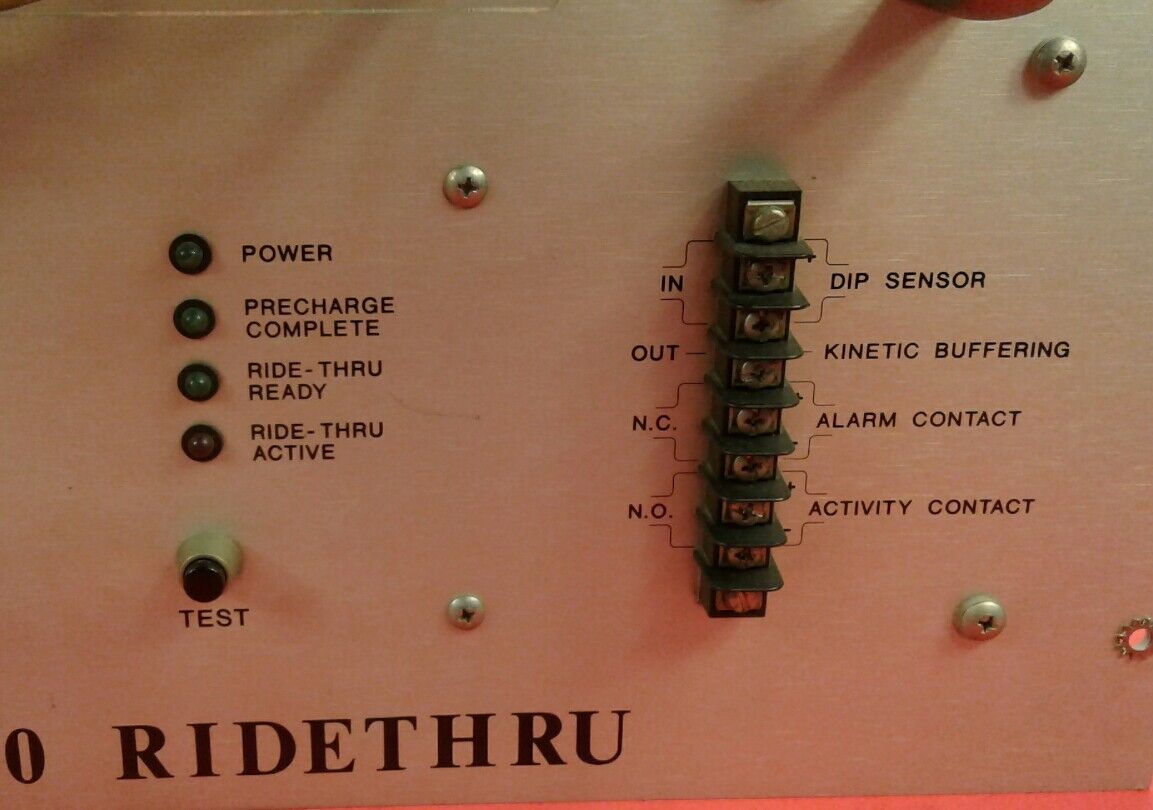 POWER
PRECHARGE
COMPLETE
RIDE-THRU
READY
RIDE-THRU
ACTIVE
TEST
IN
DIP SENSOR
+
OUT
KINETIC BUFFERING
N.C.
ALARM CONTACT
+
-
N.O.
ACTIVITY CONTACT
+
-
0 RIDETHRU